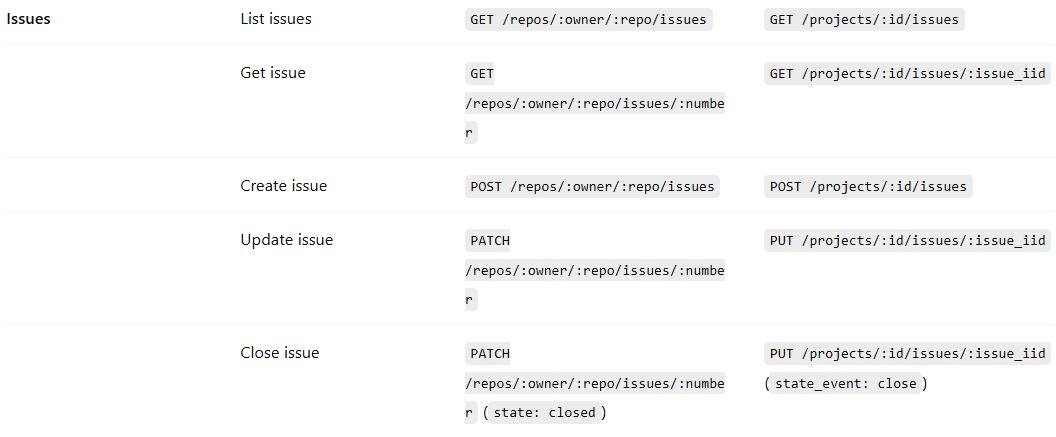 Issues List issues GET /repos/:owner/:repo/issues GET /projects/:id/issues
Get issue GET GET /projects/:id/issues/:issue_iid
/repos/:owner/:repo/issues/:numbe
r
Create issue POST /repos/:owner/:repo/issues POST /projects/:id/issues
Update issue PATCH PUT /projects/:id/issues/:issue_iid
/repos/:owner/:repo/issues/:numbe
r
Close issue PATCH PUT /projects/:id/issues/:issue_iid
/repos/:owner/:repo/issues/:numbe (state_event: close)
r (state: closed)